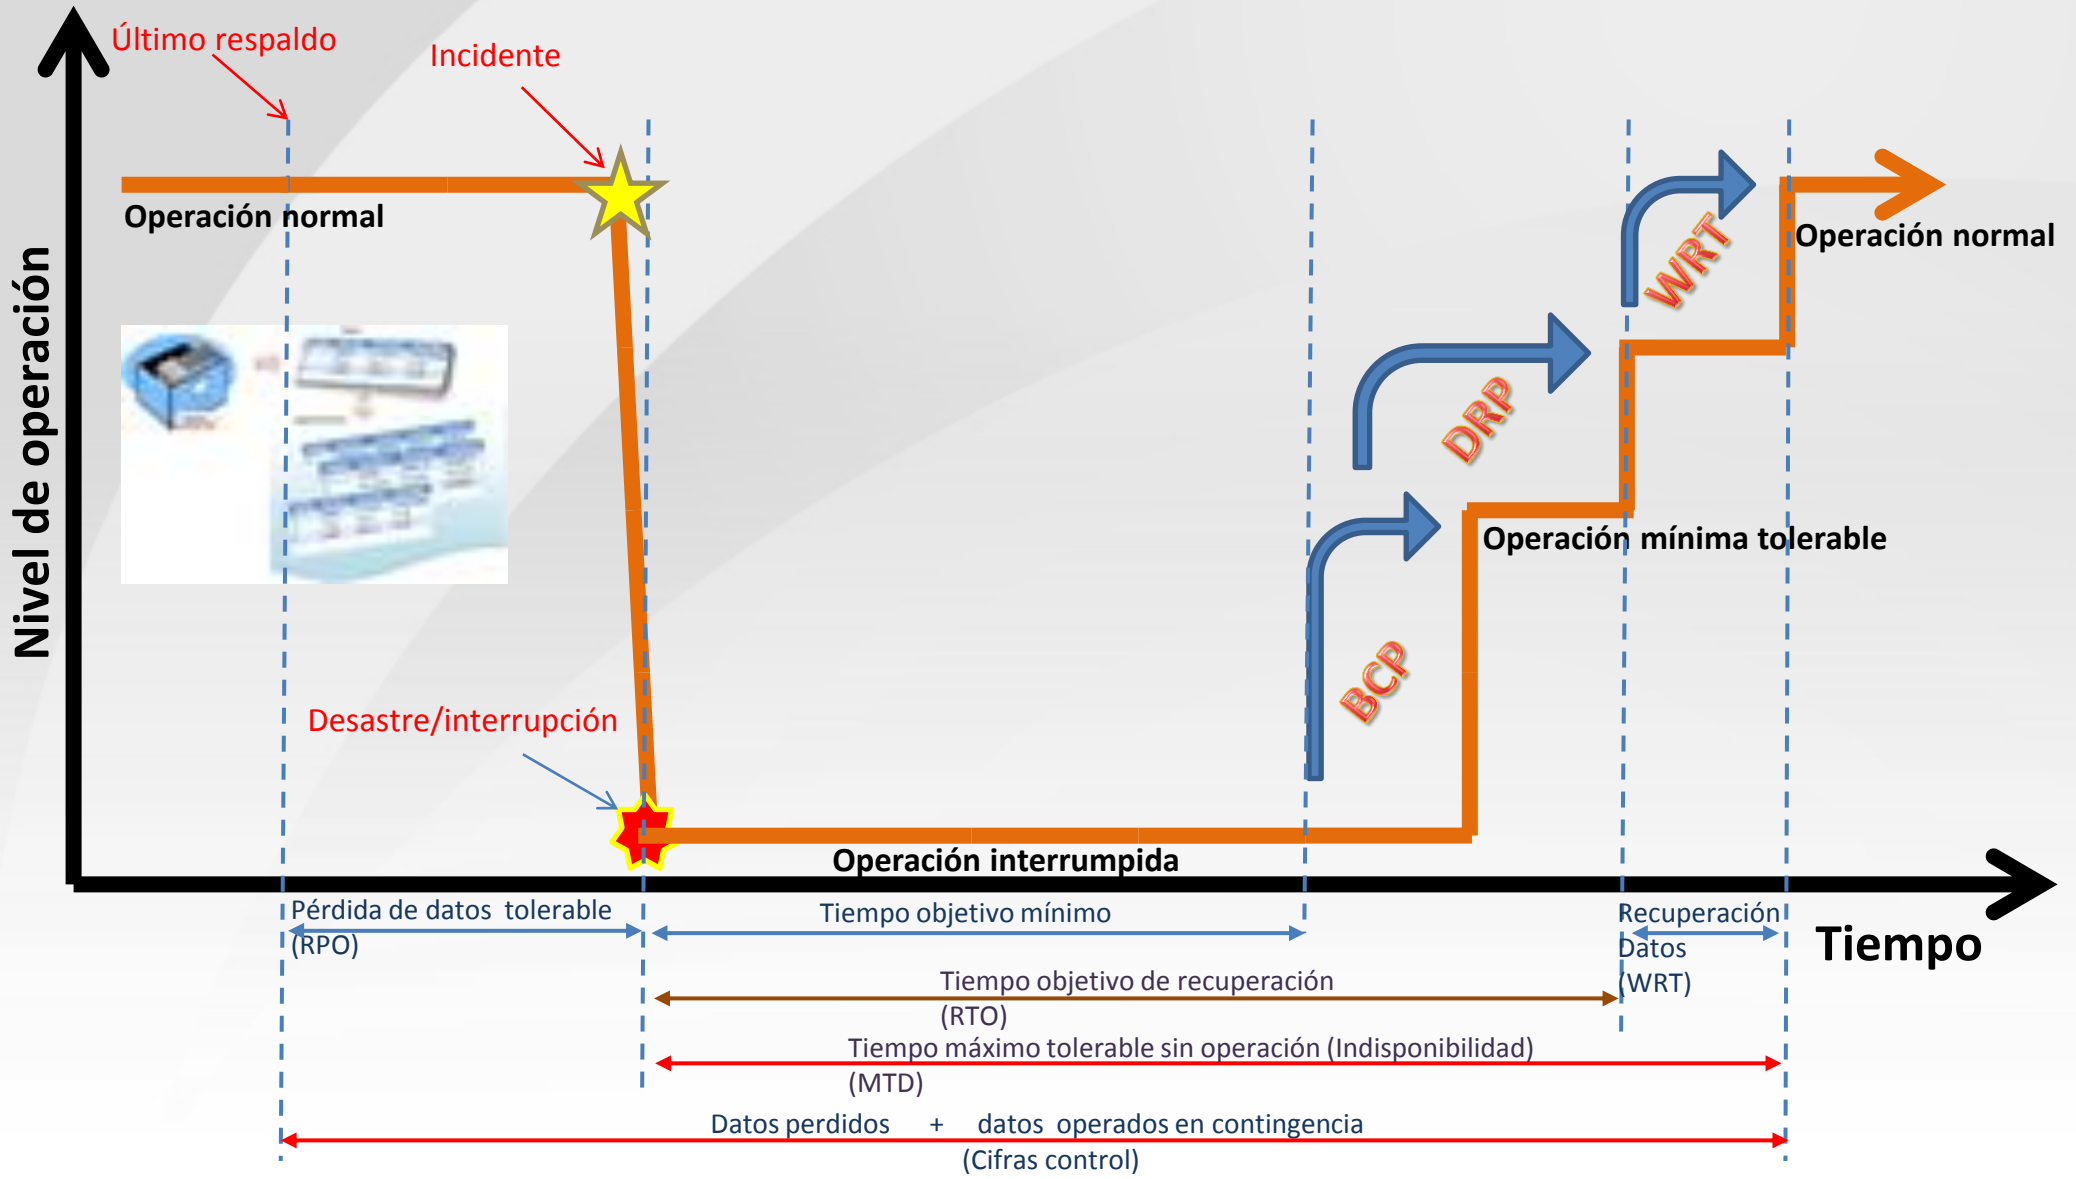 Último respaldo
Incidente
Operación normal
Operación normal
WRT
DRP
Nivel de operación
Operación mínima tolerable
BCP
Desastre/interrupción
Operación interrumpida
Pérdida de datos tolerable
(RPO)
Tiempo objetivo mínimo
Recuperación
Datos
(WRT)
Tiempo
Tiempo objetivo de recuperación
(RTO)
Tiempo máximo tolerable sin operación (Indisponibilidad)
(MTD)
Datos perdidos + datos operados en contingencia
(Cifras control)